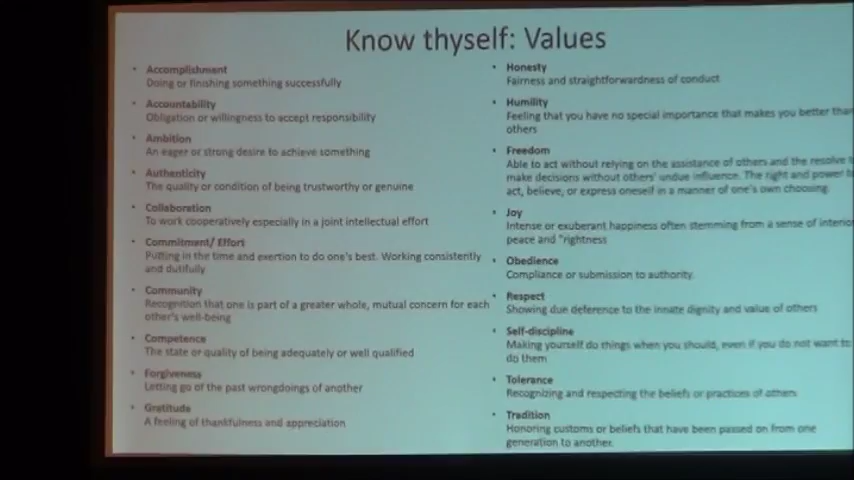 Know thyself: Values
• Accomplishment
Doing or finishing something successfully
• Accountability
Obligation or willingness to accept responsibility
• Ambition
An eager or strong desire to achieve something
• Authenticity
The quality or condition of being trustworthy or genuine
• Collaboration
To work cooperatively especially in a joint intellectual effort
• Commitment/ Effort
Putting in the time and exertion to do one's best. Working consistently
and dutifully
• Community
Recognition that one is part of a greater whole, mutual concern for each
other's well-being
• Competence
The state or quality of being adequately or well qualified
• Forgiveness
Letting go of the past wrongdoings of another
• Gratitude
A feeling of thankfulness and appreciation
• Honesty
Fairness and straightforwardness of conduct
• Humility
Feeling that you have no special importance that makes you better than
others
• Freedom
Able to act without relying on the assistance of others and the resolve
make decisions without others' undue influence. The right and power
act, believe, or express oneself in a manner of one's own choosing.
• Joy
Intense or exuberant happiness often stemming from a sense of interior
peace and "rightness
• Obedience
Compliance or submission to authority.
• Respect
Showing due deference to the innate dignity and value of others
• Self-discipline
Making yourself do things when you should, even if you do not want to
do them
• Tolerance
Recognizing and respecting the beliefs or practices of others
• Tradition
Honoring customs or beliefs that have been passed on from one
generation to another.